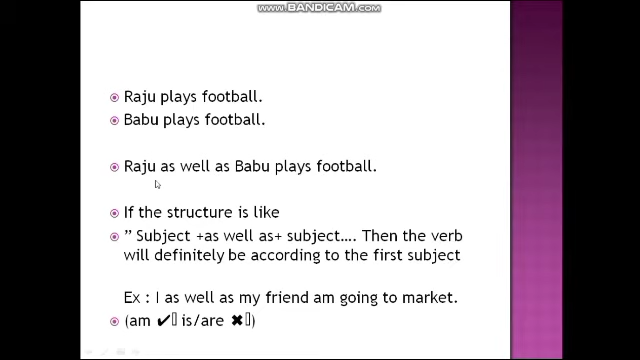 www.BANDICAM.com
Raju plays football.
Babu plays football.
Raju as well as Babu plays football.
If the structure is like
” Subject +as well as+ subject…. Then the verb
will definitely be according to the first subject
Ex : I as well as my friend am going to market.
(am ✔▯ is/are ✖▯)